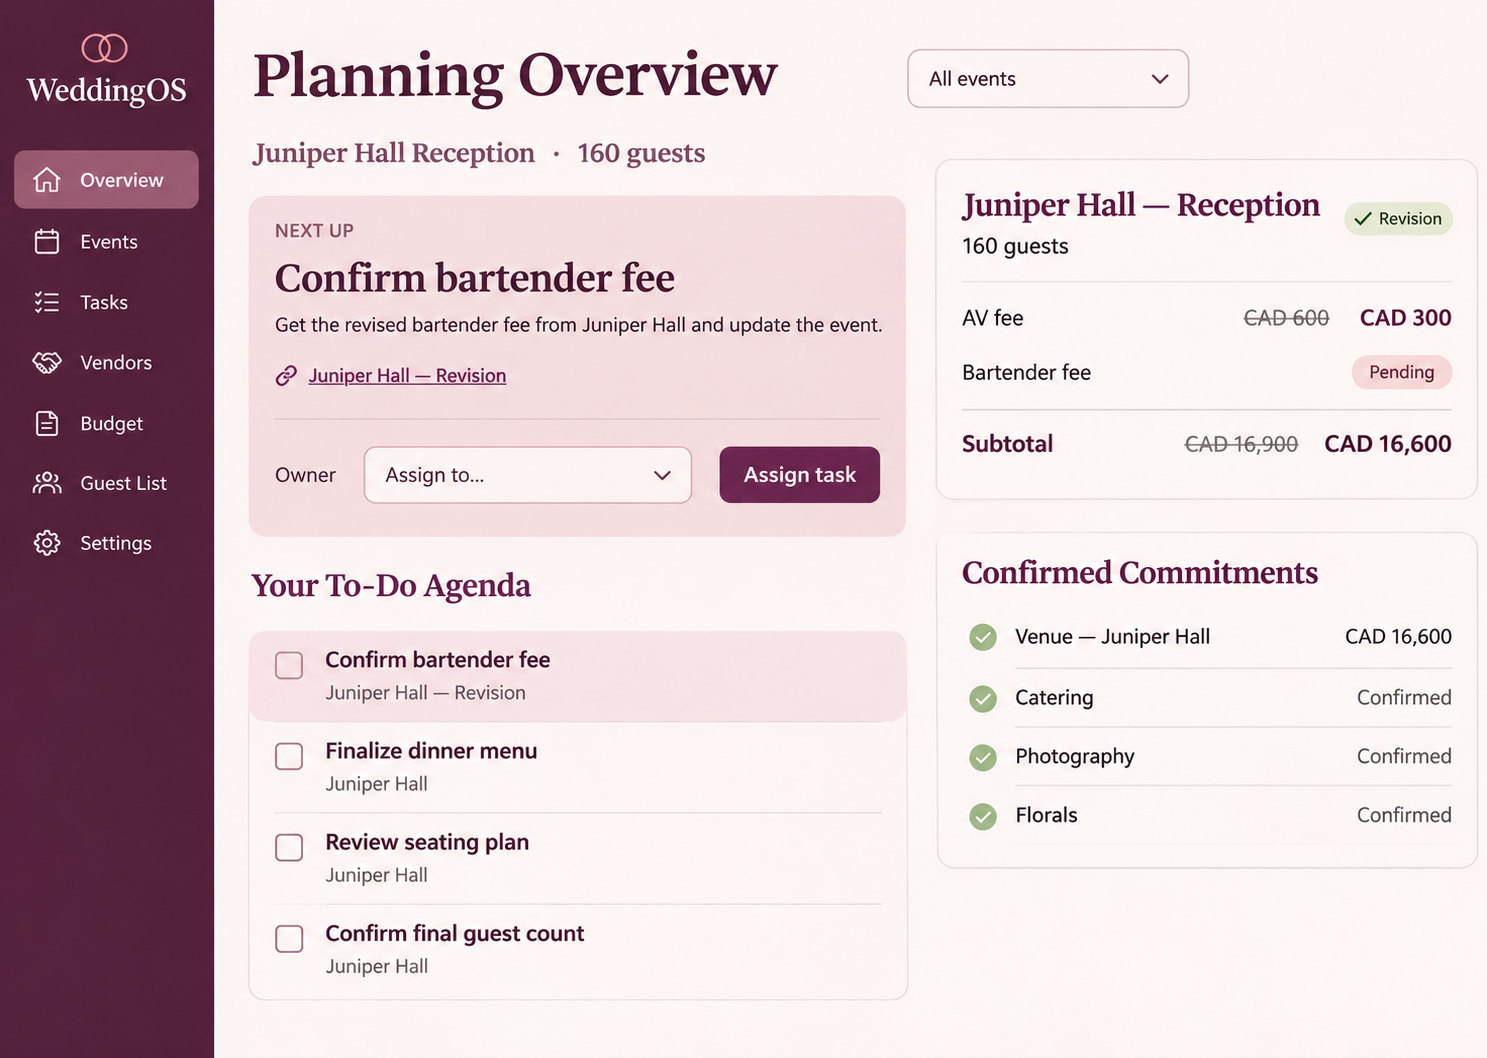 WeddingOS
Overview
Events
Tasks
Vendors
Budget
Guest List
Settings
Planning Overview
All events
Juniper Hall Reception · 160 guests
NEXT UP
Confirm bartender fee
Get the revised bartender fee from Juniper Hall and update the event.
Juniper Hall — Revision
Owner
Assign to...
Assign task
Your To-Do Agenda
Confirm bartender fee
Juniper Hall — Revision
Finalize dinner menu
Juniper Hall
Review seating plan
Juniper Hall
Confirm final guest count
Juniper Hall
Juniper Hall — Reception
Revision
160 guests
AV fee CAD 600 CAD 300
Bartender fee Pending
Subtotal CAD 16,900 CAD 16,600
Confirmed Commitments
Venue — Juniper Hall CAD 16,600
Catering Confirmed
Photography Confirmed
Florals Confirmed